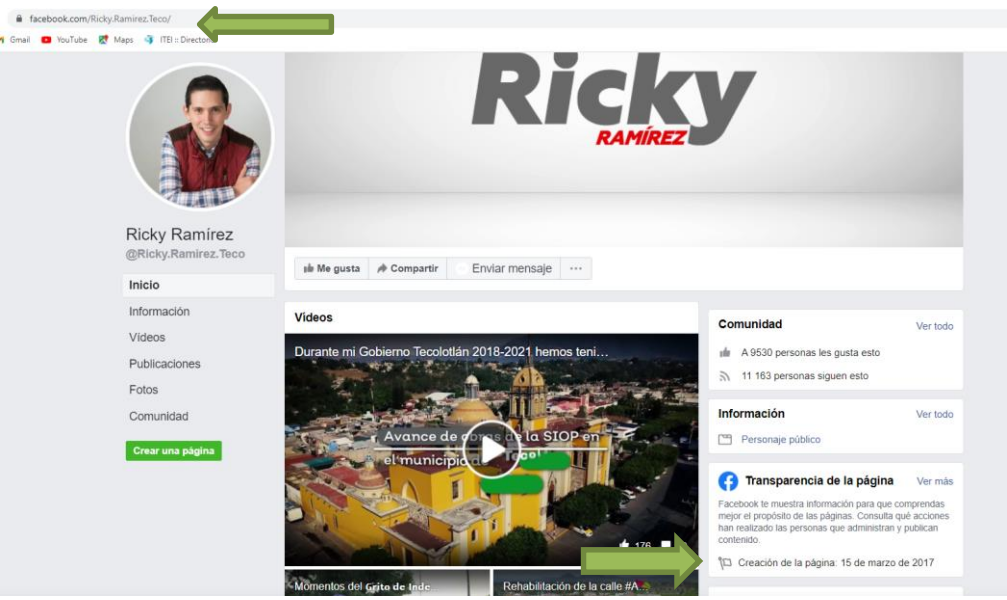 facebook.com/Ricky.Ramirez.Teco/
Gmail YouTube Maps ITEI :: Directorio
Ricky
RAMÍREZ
Ricky Ramírez
@Ricky.Ramirez.Teco
Me gusta Compartir Enviar mensaje ...
Inicio
Información
Videos
Publicaciones
Fotos
Comunidad
Crear una página
Videos
Durante mi Gobierno Tecolotlán 2018-2021 hemos teni...
Avance de obras de la SIOP en
el municipio de
176
Momentos del Grito de Inde
Rehabilitación de la calle #A
Comunidad Ver todo
A 9530 personas les gusta esto
11 163 personas siguen esto
Información Ver todo
Personaje público
Transparencia de la página Ver más
Facebook te muestra información para que comprendas
mejor el propósito de las páginas. Consulta qué acciones
han realizado las personas que administran y publican
contenido.
Creación de la página: 15 de marzo de 2017